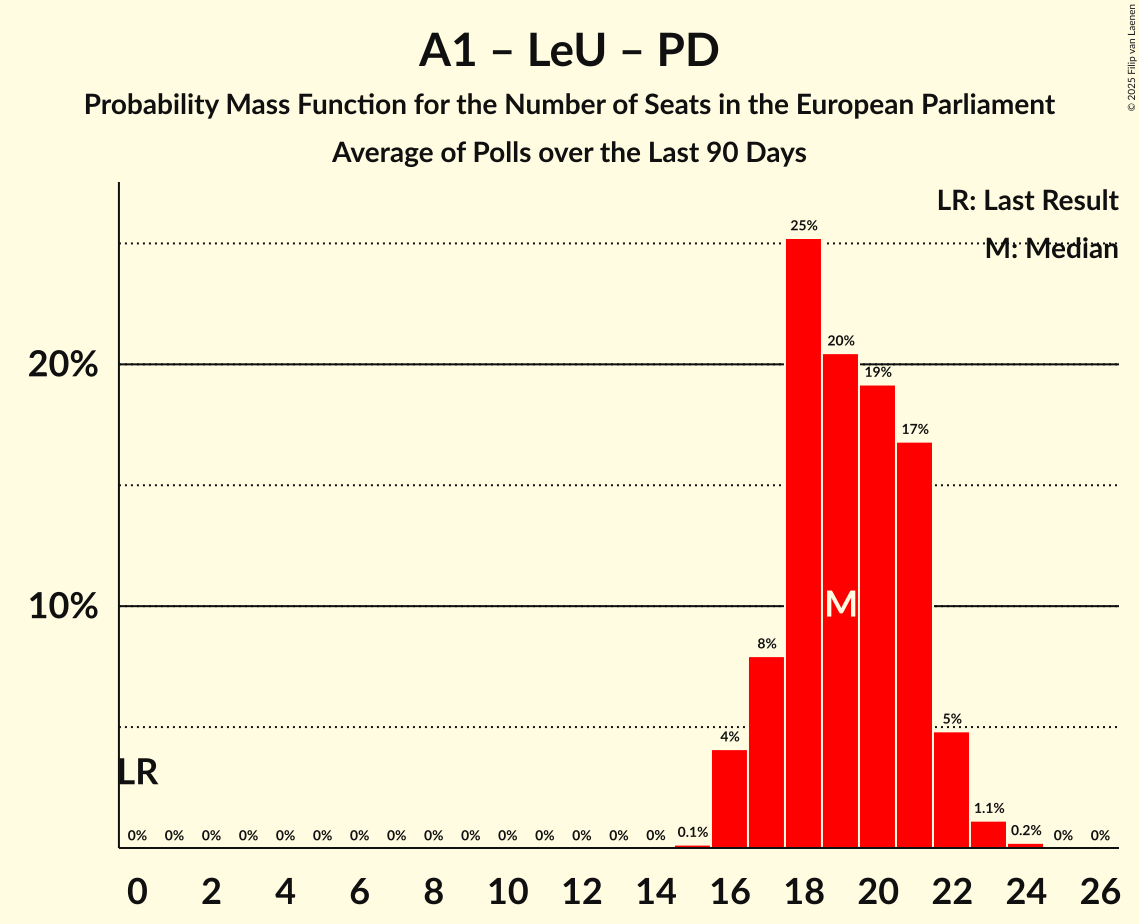 A1 – LeU – PD
Probability Mass Function for the Number of Seats in the European Parliament
Average of Polls over the Last 90 Days
© 2025 Filip van Laenen
LR: Last Result
M: Median
25%
20%
20%
19%
17%
10%
M
8%
5%
4%
LR
1.1%
0% 0% 0% 0% 0% 0% 0% 0% 0% 0% 0% 0% 0% 0% 0% 0.1% 0.2% 0% 0%
0 2 4 6 8 10 12 14 16 18 20 22 24 26